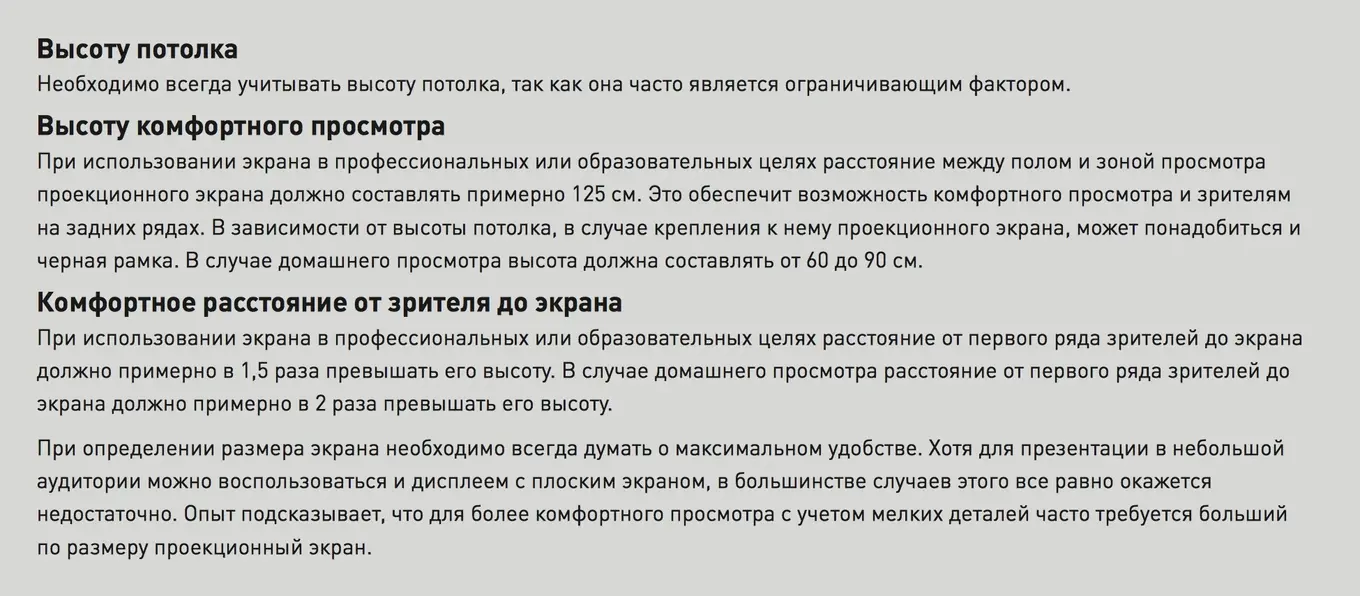 Высоту потолка
Необходимо всегда учитывать высоту потолка, так как она часто является ограничивающим фактором.
Высоту комфортного просмотра
При использовании экрана в профессиональных или образовательных целях расстояние между полом и зоной просмотра
проекционного экрана должно составлять примерно 125 см. Это обеспечит возможность комфортного просмотра и зрителям
на задних рядах. В зависимости от высоты потолка, в случае крепления к нему проекционного экрана, может понадобиться и
черная рамка. В случае домашнего просмотра высота должна составлять от 60 до 90 см.
Комфортное расстояние от зрителя до экрана
При использовании экрана в профессиональных или образовательных целях расстояние от первого ряда зрителей до экрана
должно примерно в 1,5 раза превышать его высоту. В случае домашнего просмотра расстояние от первого ряда зрителей до
экрана должно примерно в 2 раза превышать его высоту.
При определении размера экрана необходимо всегда думать о максимальном удобстве. Хотя для презентации в небольшой
аудитории можно воспользоваться и дисплеем с плоским экраном, в большинстве случаев этого все равно окажется
недостаточно. Опыт подсказывает, что для более комфортного просмотра с учетом мелких деталей часто требуется больший
по размеру проекционный экран.